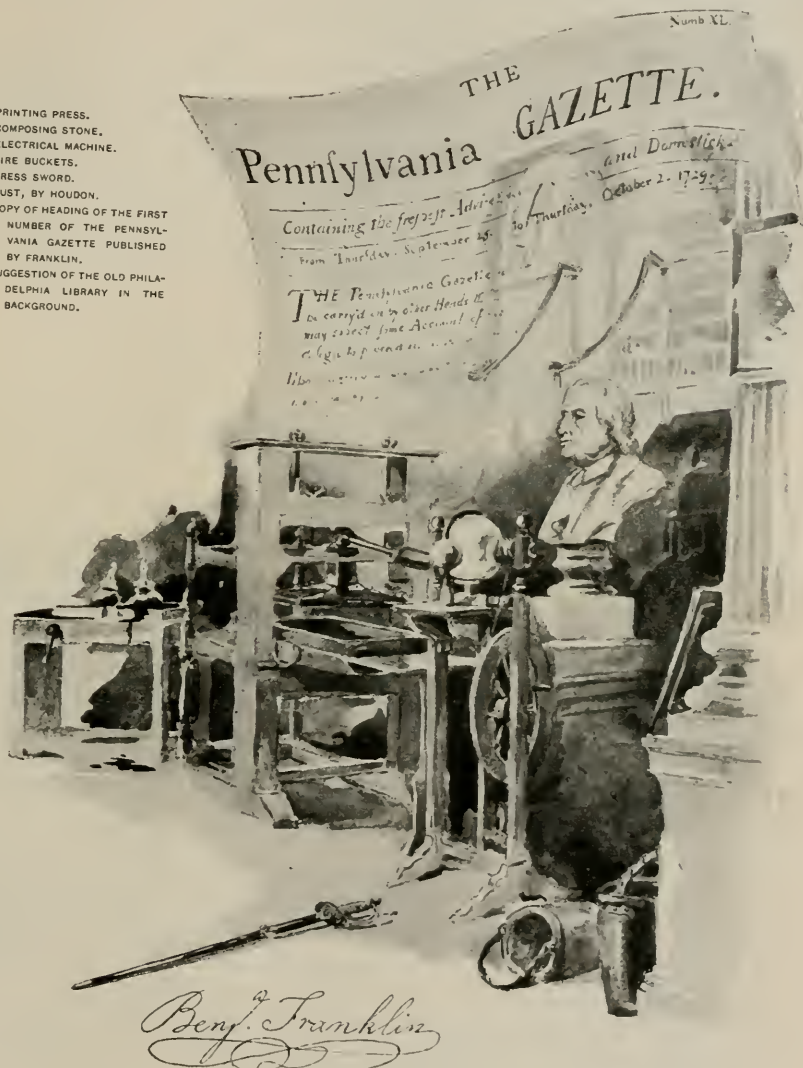 PRINTING PRESS.
COMPOSING STONE.
ELECTRICAL MACHINE.
FIRE BUCKETS.
DRESS SWORD.
BUST, BY HOUDON.
COPY OF HEADING OF THE FIRST
NUMBER OF THE PENNSYL-
VANIA GAZETTE PUBLISHED
BY FRANKLIN.
SUGGESTION OF THE OLD PHILA-
DELPHIA LIBRARY IN THE
BACKGROUND.
Numb XL.
THE
Pennſylvania GAZETTE.
Containing the freſheſt Advices and Domeſtick.
From Thurſday, September 25. to Thurſday, October 2. 1729.
THE Pennſylvania Gazette
be carry'd on by other Hands
may expect ſome Account of
Benj. Franklin